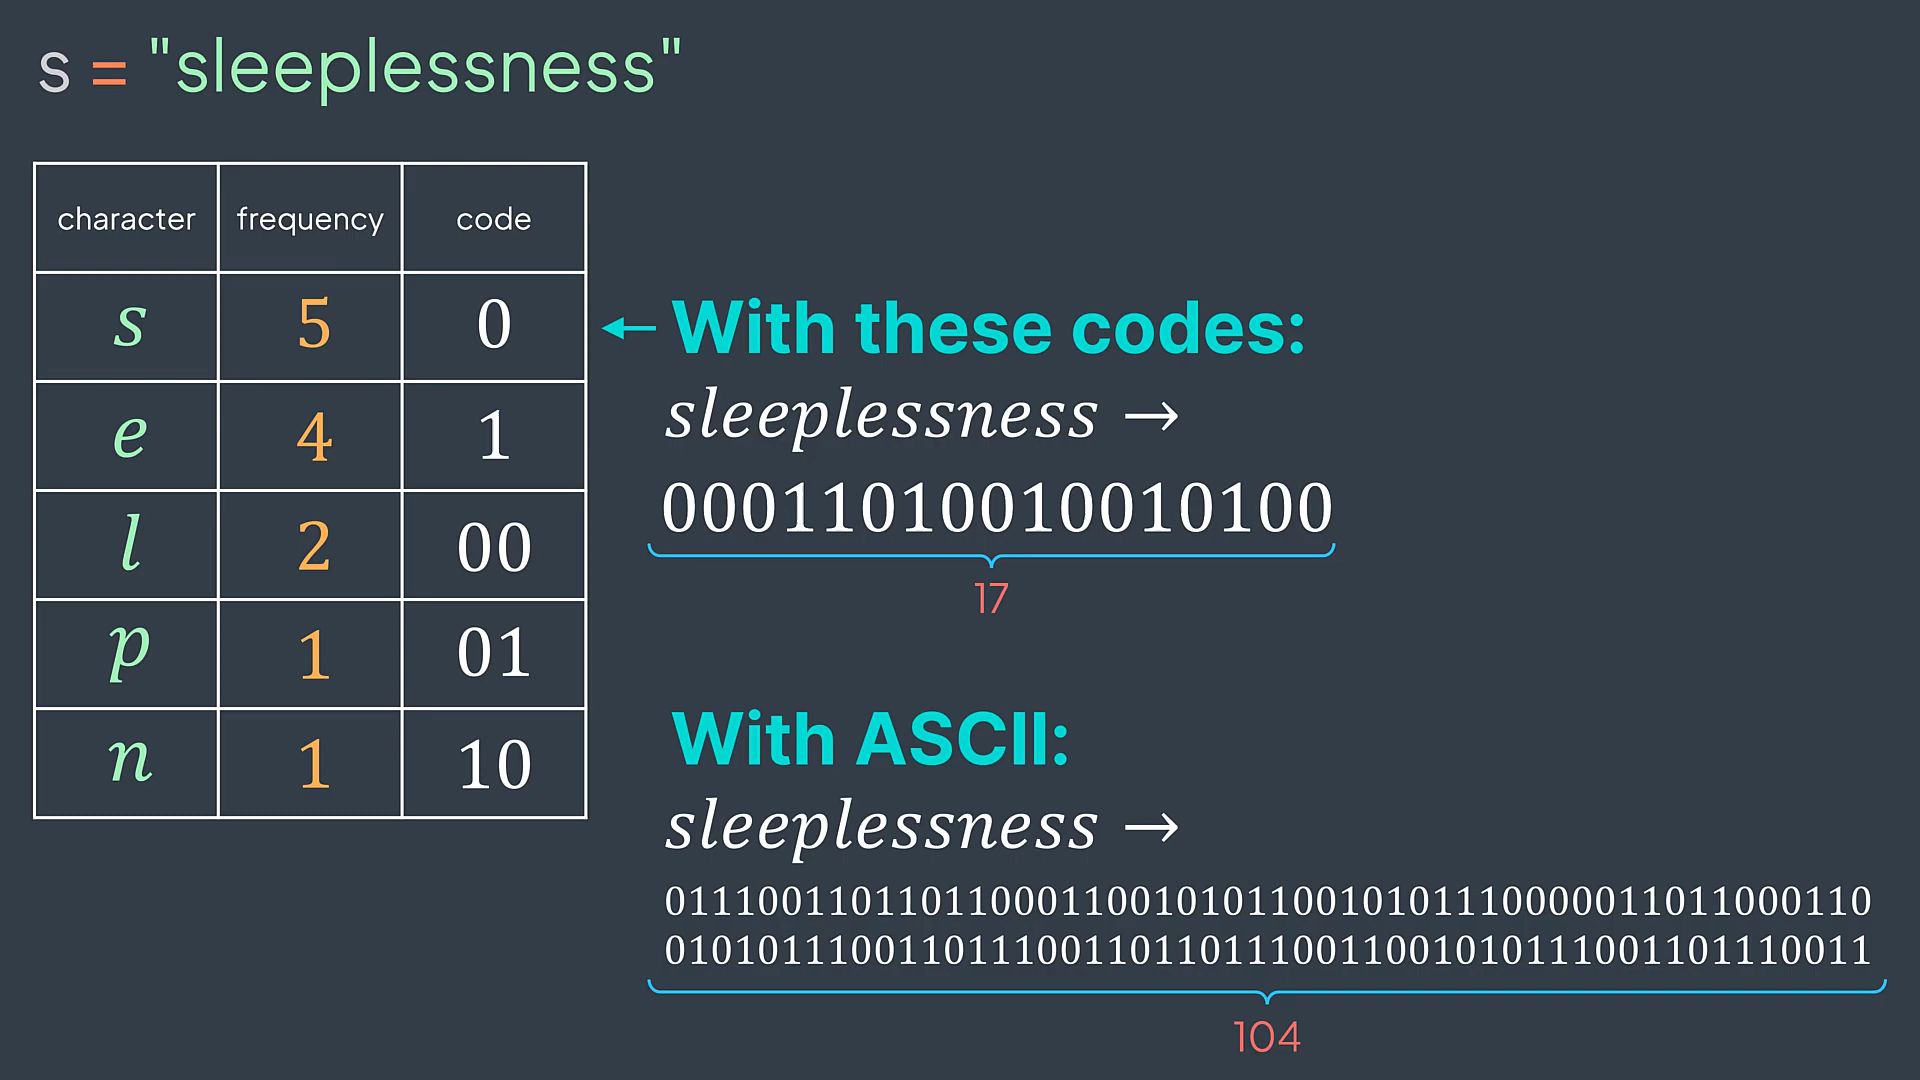 s = "sleeplessness"
character frequency code
s 5 0
e 4 1
l 2 00
p 1 01
n 1 10
← With these codes:
sleeplessness →
00011010010010100
17
With ASCII:
sleeplessness →
0111001101101100011001010110010101110000011011000110
0101011100110111001101101110011001010111001101110011
104